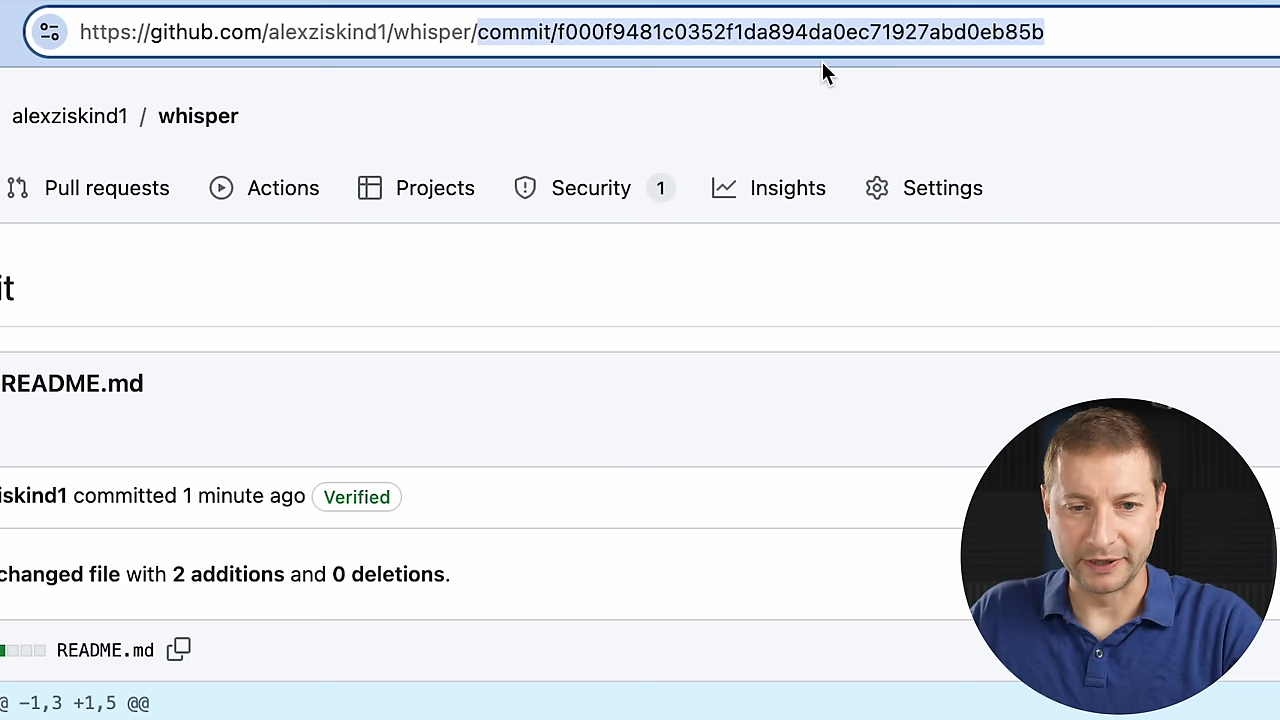 https://github.com/alexziskind1/whisper/commit/f000f9481c0352f1da894da0ec71927abd0eb85b
alexziskind1 / whisper
Pull requests Actions Projects Security 1 Insights Settings
it
README.md
iskind1 committed 1 minute ago Verified
changed file with 2 additions and 0 deletions.
README.md
@ −1,3 +1,5 @@